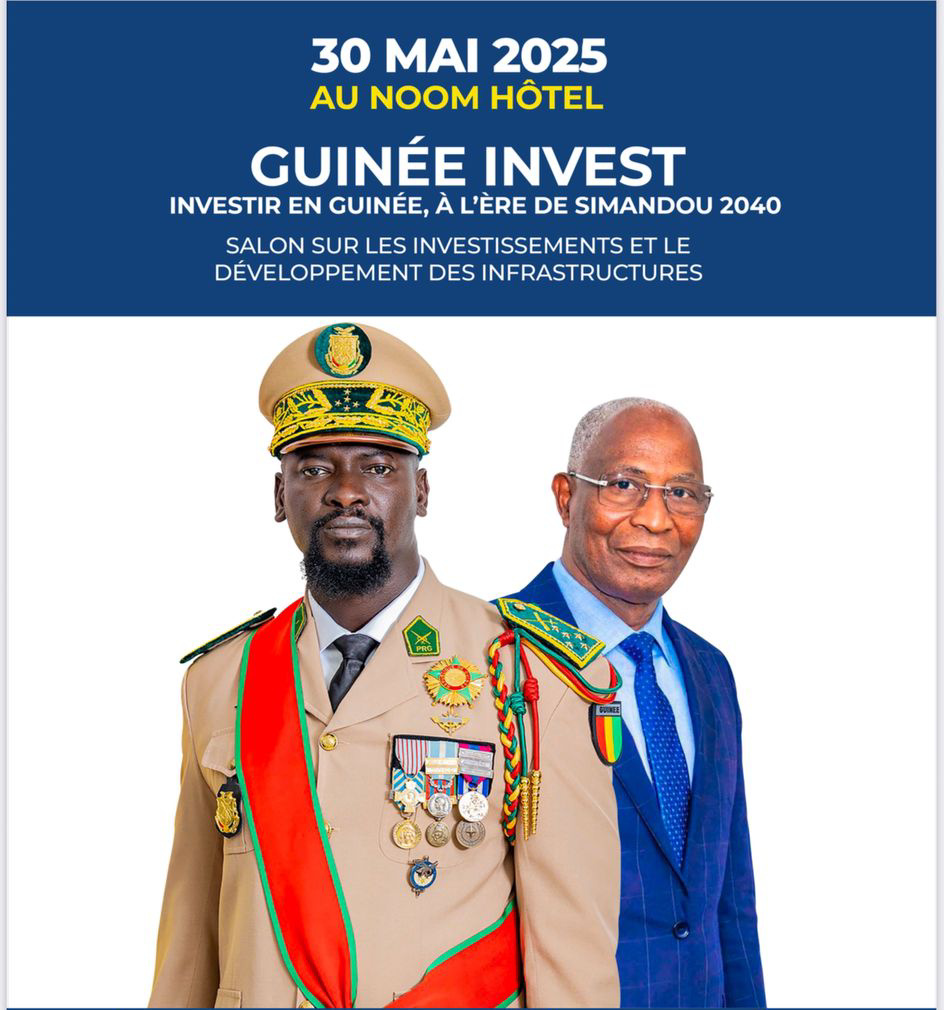 30 MAI 2025
AU NOOM HÔTEL
GUINÉE INVEST
INVESTIR EN GUINÉE, À L'ÈRE DE SIMANDOU 2040
SALON SUR LES INVESTISSEMENTS ET LE
DÉVELOPPEMENT DES INFRASTRUCTURES
PRG
GUINEE